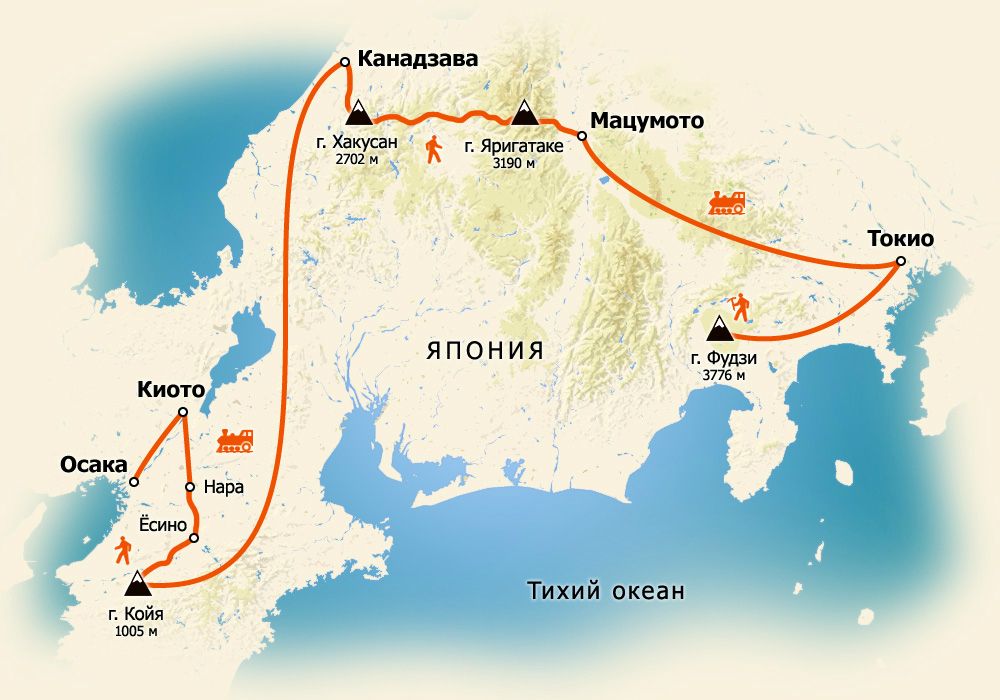 Канадзава
г. Хакусан
2702 м
г. Яригатаке
3190 м
Мацумото
Токио
г. Фудзи
3776 м
ЯПОНИЯ
Киото
Осака
Нара
Ёсино
г. Койя
1005 м
Тихий океан